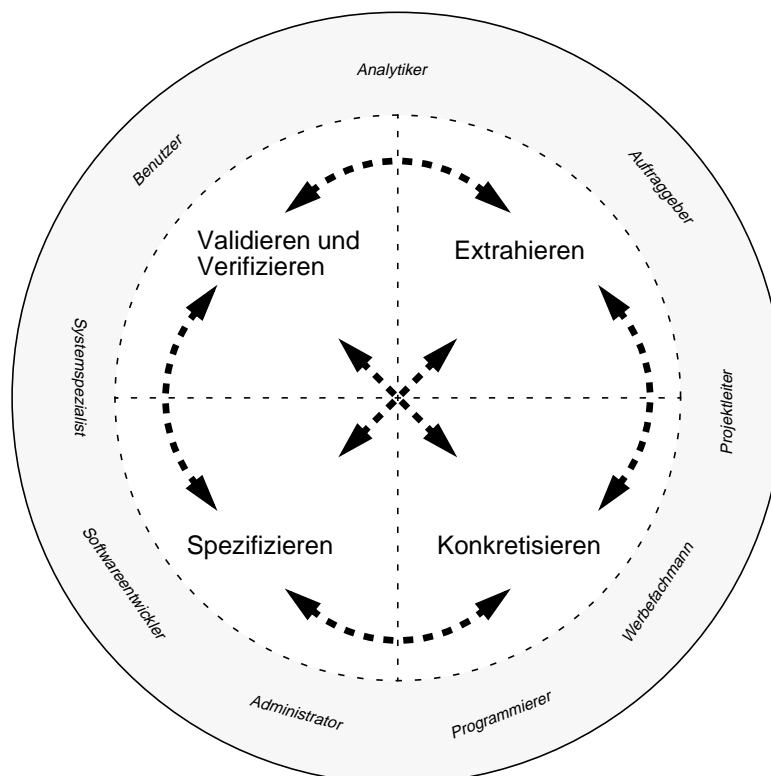 Analytiker
Benutzer
Auftraggeber
Validieren und
Verifizieren
Extrahieren
Systemspezialist
Projektleiter
Spezifizieren
Konkretisieren
Softwareentwickler
Werbefachmann
Administrator
Programmierer